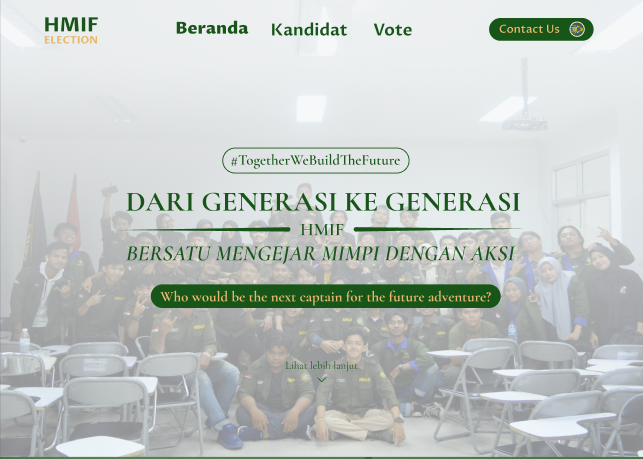 HMIF
ELECTION
Beranda
Kandidat
Vote
Contact Us
#TogetherWeBuildTheFuture
DARI GENERASI KE GENERASI
HMIF
BERSATU MENGEJAR MIMPI DENGAN AKSI
Who would be the next captain for the future adventure?
Lihat lebih lanjut